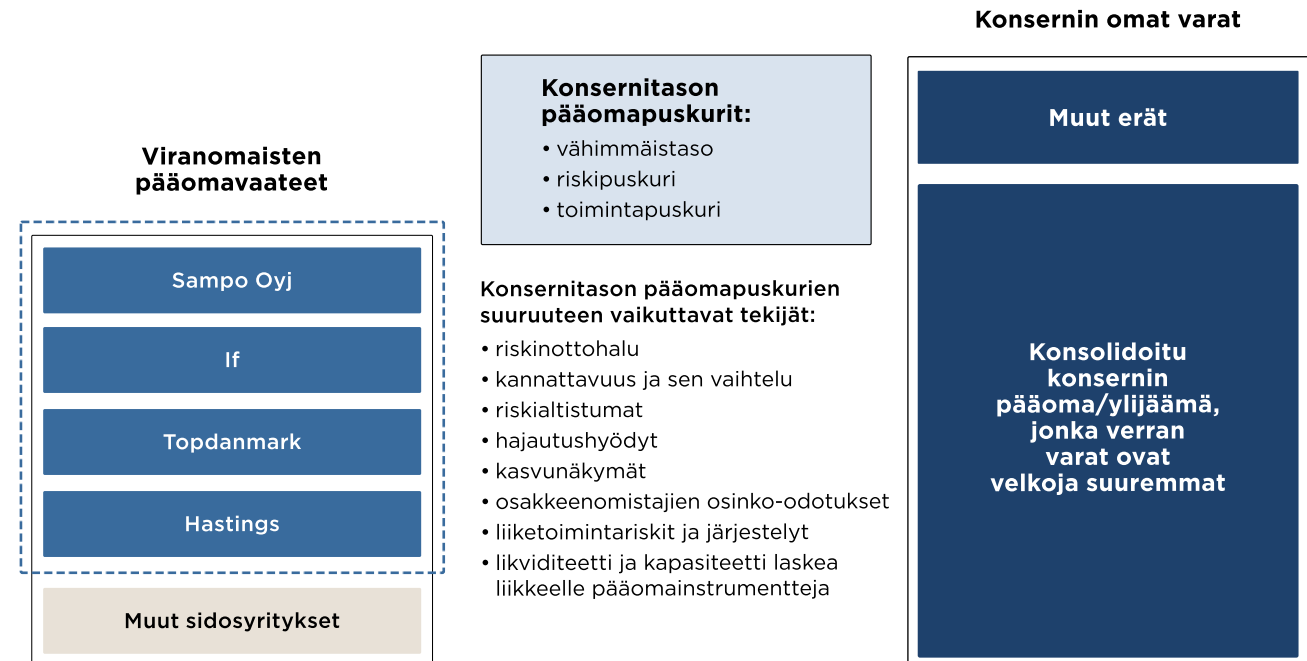 Viranomaisten
pääomavaateet
Sampo Oyj
If
Topdanmark
Hastings
Muut sidosyritykset
Konsernitason
pääomapuskurit:
• vähimmäistaso
• riskipuskuri
• toimintapuskuri
Konsernitason pääomapuskurien
suuruuteen vaikuttavat tekijät:
• riskinottohalu
• kannattavuus ja sen vaihtelu
• riskialtistumat
• hajautushyödyt
• kasvunäkymät
• osakkeenomistajien osinko-odotukset
• liiketoimintariskit ja järjestelyt
• likviditeetti ja kapasiteetti laskea
liikkeelle pääomainstrumentteja
Konsernin omat varat
Muut erät
Konsolidoitu
konsernin
pääoma/ylijäämä,
jonka verran
varat ovat
velkoja suuremmat